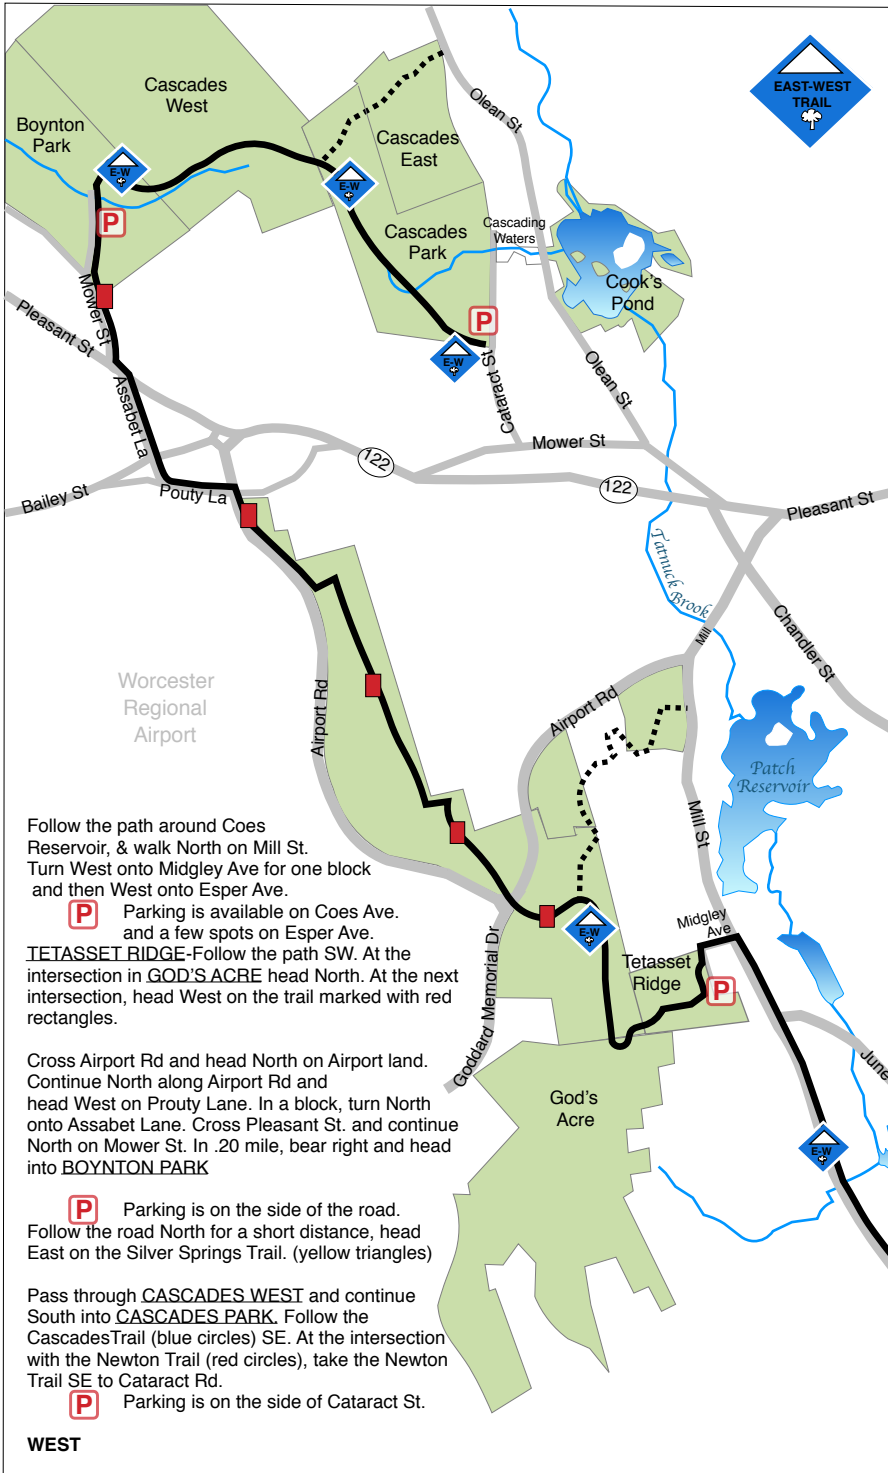 EAST-WEST
TRAIL
Cascades
West
Boynton
Park
Cascades
East
Olean St
Cascades
Park
Cascading
Waters
Cook's
Pond
E-W
E-W
E-W
P
P
Mower St
Pleasant St
Assabet La
Cataract St
Olean St
Mower St
122
122
Bailey St
Pouty La
Pleasant St
Tatnuck
Brook
Mill
Chandler St
Worcester
Regional
Airport
Airport Rd
Airport Rd
Patch
Reservoir
Mill St
Midgley
Ave
E-W
Tetasset
Ridge
P
Goddard Memorial Dr
June
God's
Acre
E-W
Follow the path around Coes
Reservoir, & walk North on Mill St.
Turn West onto Midgley Ave for one block
and then West onto Esper Ave.
P Parking is available on Coes Ave.
and a few spots on Esper Ave.
TETASSET RIDGE-Follow the path SW. At the
intersection in GOD'S ACRE head North. At the next
intersection, head West on the trail marked with red
rectangles.
Cross Airport Rd and head North on Airport land.
Continue North along Airport Rd and
head West on Prouty Lane. In a block, turn North
onto Assabet Lane. Cross Pleasant St. and continue
North on Mower St. In .20 mile, bear right and head
into BOYNTON PARK
P Parking is on the side of the road.
Follow the road North for a short distance, head
East on the Silver Springs Trail. (yellow triangles)
Pass through CASCADES WEST and continue
South into CASCADES PARK. Follow the
CascadesTrail (blue circles) SE. At the intersection
with the Newton Trail (red circles), take the Newton
Trail SE to Cataract Rd.
P Parking is on the side of Cataract St.
WEST